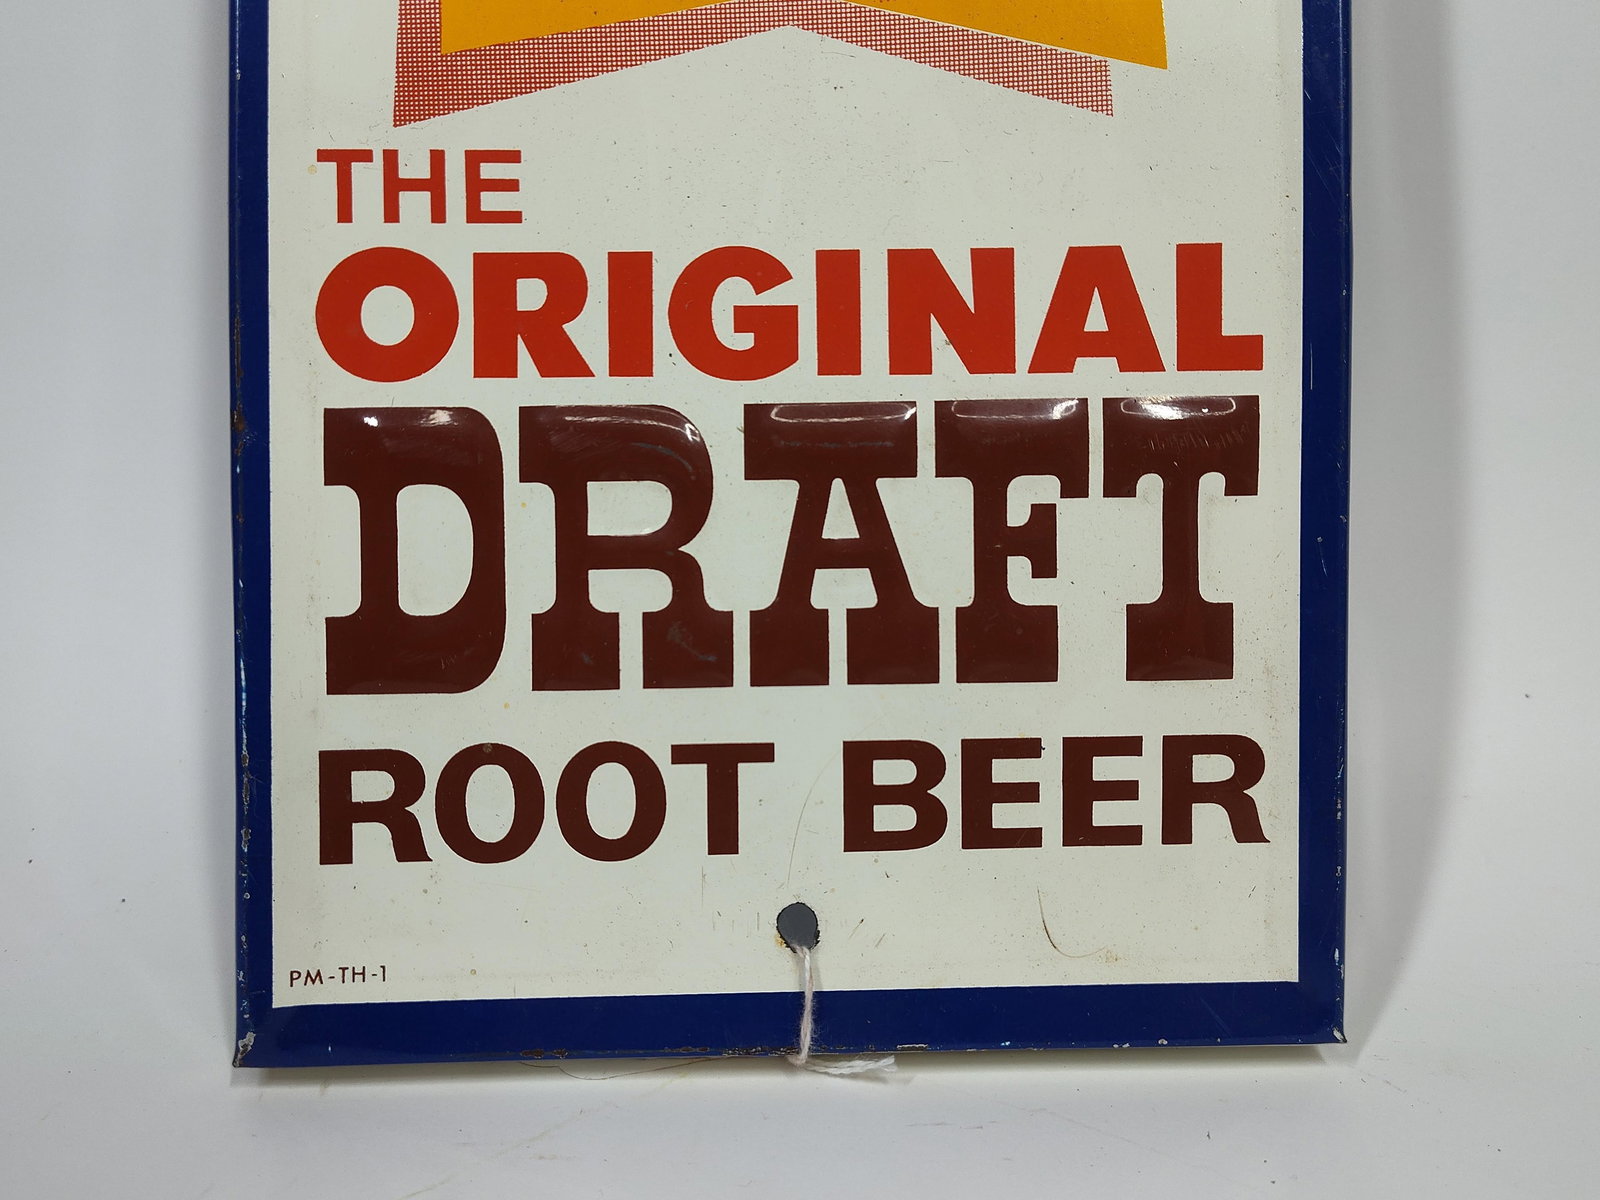 THE
ORIGINAL
DRAFT
ROOT BEER
PM-TH-1